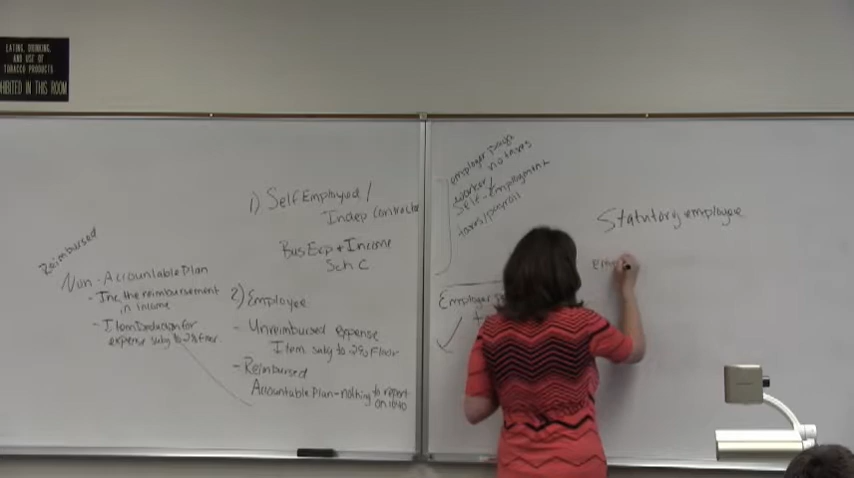 EATING, DRINKING,
AND USE OF
TOBACCO PRODUCTS
HIBITED IN THIS ROOM
1) Self Employed /
Indep Contractor
Bus Exp + Income
Sch C
Reimbursed
Non-Accountable Plan
- Inc. the reimbursement
in income
- Item Deduction for
expense subj to 2% floor.
2) Employee
- Unreimbursed Expense
Item subj to 2% Floor
- Reimbursed
Accountable Plan - nothing to report
on 1040
employer pays
no taxes
worker /
Self-Employment
taxes/payroll
Employer
Statutory employee
emp